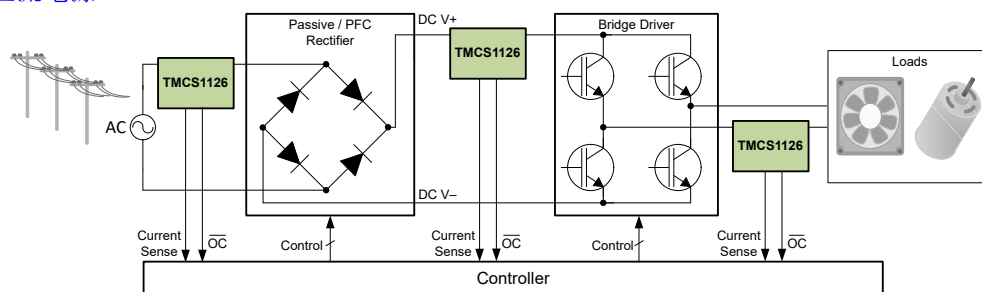 Passive / PFC
Rectifier
DC V+
Bridge Driver
TMCS1126
TMCS1126
Loads
AC
TMCS1126
DC V–
Current
Sense
OC
Control
Current
Sense
OC
Control
Current
Sense
OC
Controller